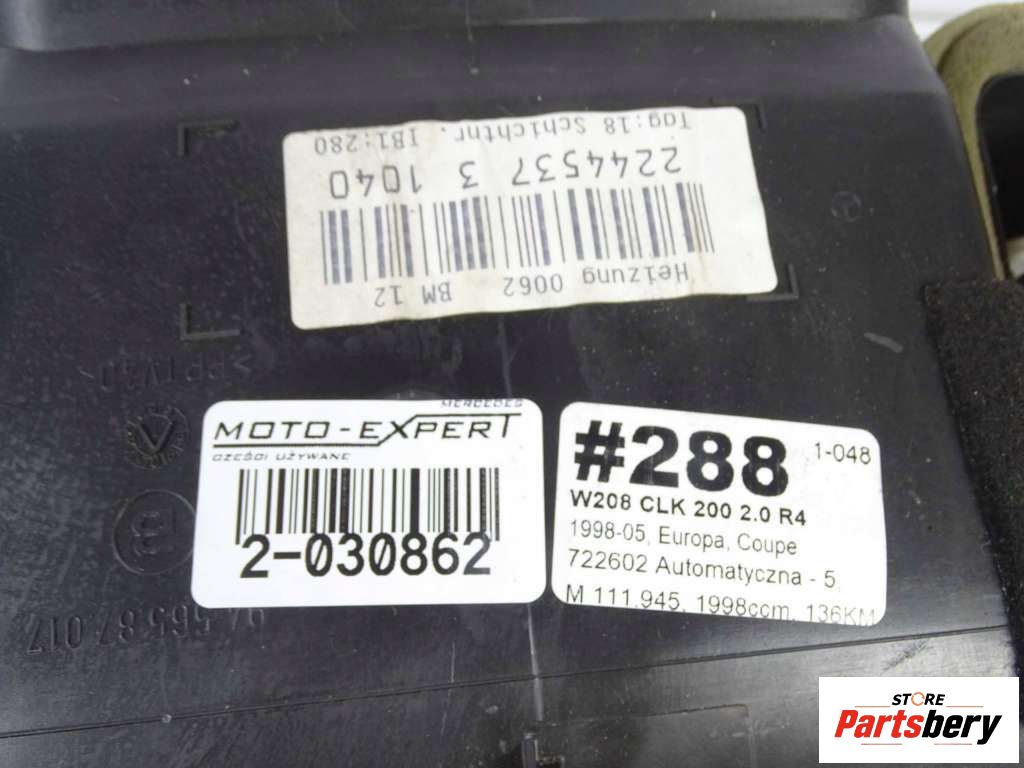 Heizung 0062 BM 12
2244537 3 1040
Tag:18 Schichtnr. IB1:280
MERCEDES
MOTO-EXPERT
CZĘŚCI UŻYWANE
2-030862
#288
1-048
W208 CLK 200 2.0 R4
1998-05, Europa, Coupe
722602 Automatyczna - 5,
M 111.945, 1998ccm, 136KM
STORE
Partsbery